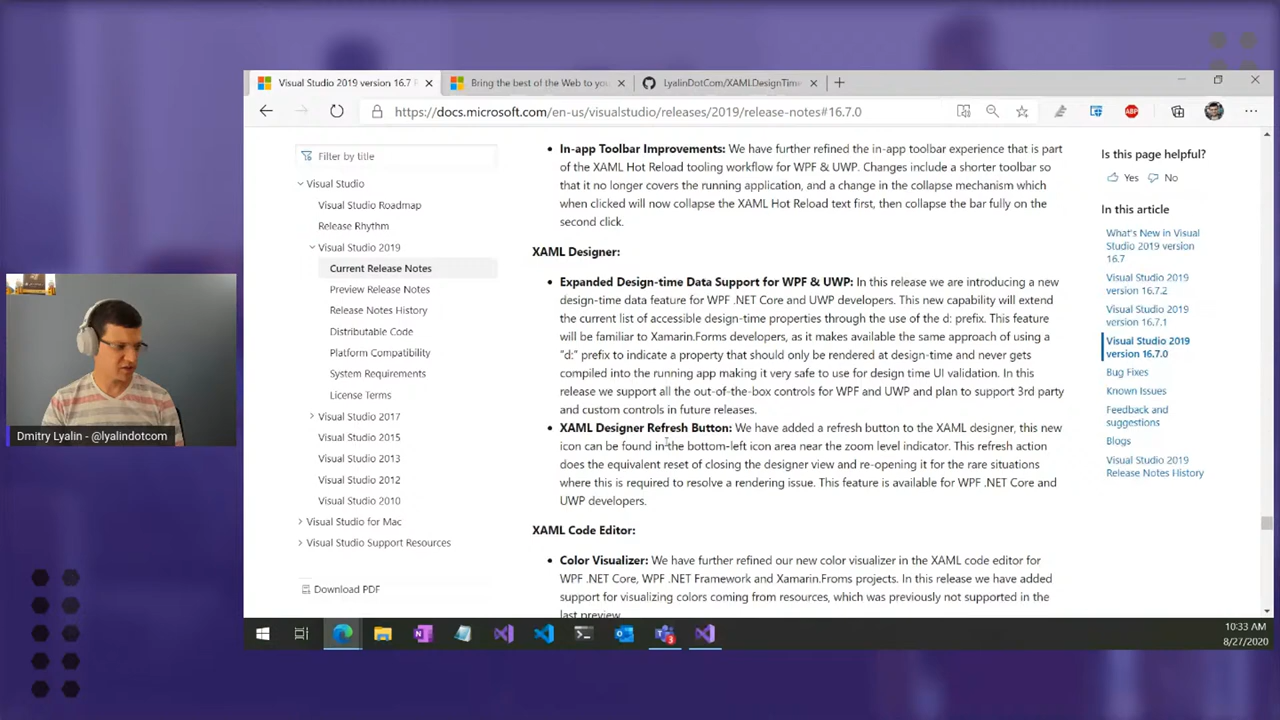 Visual Studio 2019 version 16.7 F
Bring the best of the Web to you
LyalinDotCom/XAMLDesignTime
https://docs.microsoft.com/en-us/visualstudio/releases/2019/release-notes#16.7.0
ABP
Filter by title
Visual Studio
Visual Studio Roadmap
Release Rhythm
Visual Studio 2019
Current Release Notes
Preview Release Notes
Release Notes History
Distributable Code
Platform Compatibility
System Requirements
License Terms
Visual Studio 2017
Visual Studio 2015
Visual Studio 2013
Visual Studio 2012
Visual Studio 2010
Visual Studio for Mac
Visual Studio Support Resources
Download PDF
• In-app Toolbar Improvements: We have further refined the in-app toolbar experience that is part
of the XAML Hot Reload tooling workflow for WPF & UWP. Changes include a shorter toolbar so
that it no longer covers the running application, and a change in the collapse mechanism which
when clicked will now collapse the XAML Hot Reload text first, then collapse the bar fully on the
second click.
XAML Designer:
• Expanded Design-time Data Support for WPF & UWP: In this release we are introducing a new
design-time data feature for WPF .NET Core and UWP developers. This new capability will extend
the current list of accessible design-time properties through the use of the d: prefix. This feature
will be familiar to Xamarin.Forms developers, as it makes available the same approach of using a
"d:" prefix to indicate a property that should only be rendered at design-time and never gets
compiled into the running app making it very safe to use for design time UI validation. In this
release we support all the out-of-the-box controls for WPF and UWP and plan to support 3rd party
and custom controls in future releases.
• XAML Designer Refresh Button: We have added a refresh button to the XAML designer, this new
icon can be found in the bottom-left icon area near the zoom level indicator. This refresh action
does the equivalent reset of closing the designer view and re-opening it for the rare situations
where this is required to resolve a rendering issue. This feature is available for WPF .NET Core and
UWP developers.
XAML Code Editor:
• Color Visualizer: We have further refined our new color visualizer in the XAML code editor for
WPF .NET Core, WPF .NET Framework and Xamarin.Froms projects. In this release we have added
support for visualizing colors coming from resources, which was previously not supported in the
last preview.
Is this page helpful?
Yes No
In this article
What's New in Visual
Studio 2019 version
16.7
Visual Studio 2019
version 16.7.2
Visual Studio 2019
version 16.7.1
Visual Studio 2019
version 16.7.0
Bug Fixes
Known Issues
Feedback and
suggestions
Blogs
Visual Studio 2019
Release Notes History
Dmitry Lyalin - @lyalindotcom
3
10:33 AM
8/27/2020